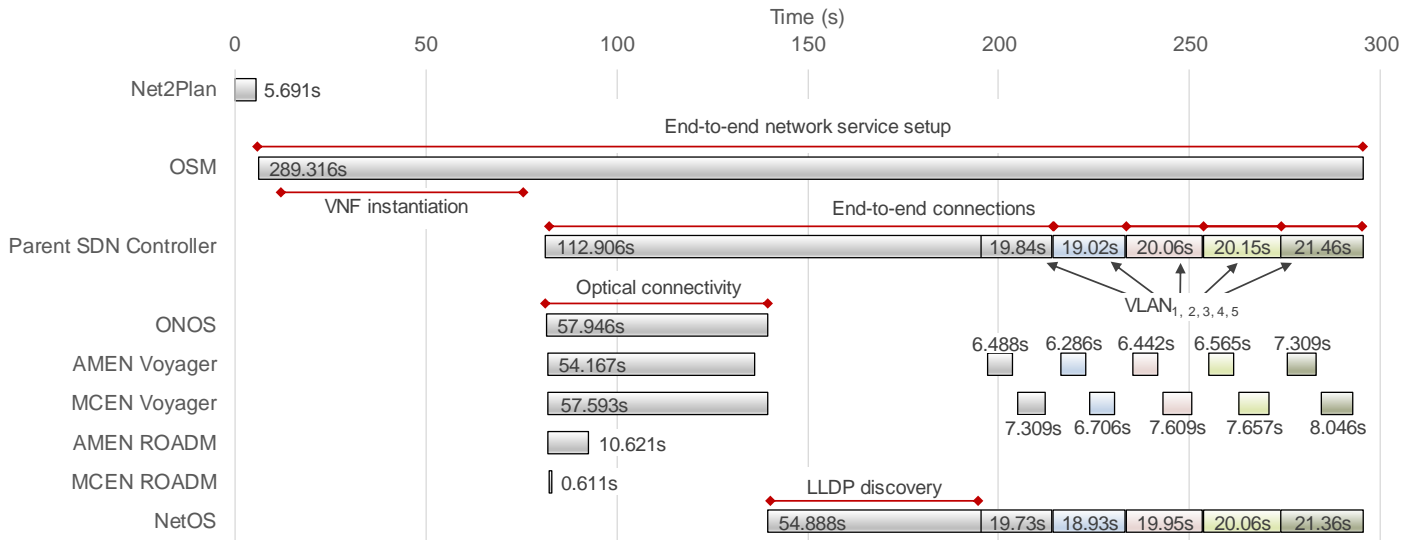 Time (s)
0 50 100 150 200 250 300
Net2Plan 5.691s
End-to-end network service setup
OSM 289.316s
VNF instantiation
End-to-end connections
Parent SDN Controller 112.906s 19.84s 19.02s 20.06s 20.15s 21.46s
Optical connectivity
VLAN1, 2, 3, 4, 5
ONOS 57.946s
6.488s 6.286s 6.442s 6.565s 7.309s
AMEN Voyager 54.167s
MCEN Voyager 57.593s
7.309s 6.706s 7.609s 7.657s 8.046s
AMEN ROADM 10.621s
MCEN ROADM 0.611s
LLDP discovery
NetOS 54.888s 19.73s 18.93s 19.95s 20.06s 21.36s